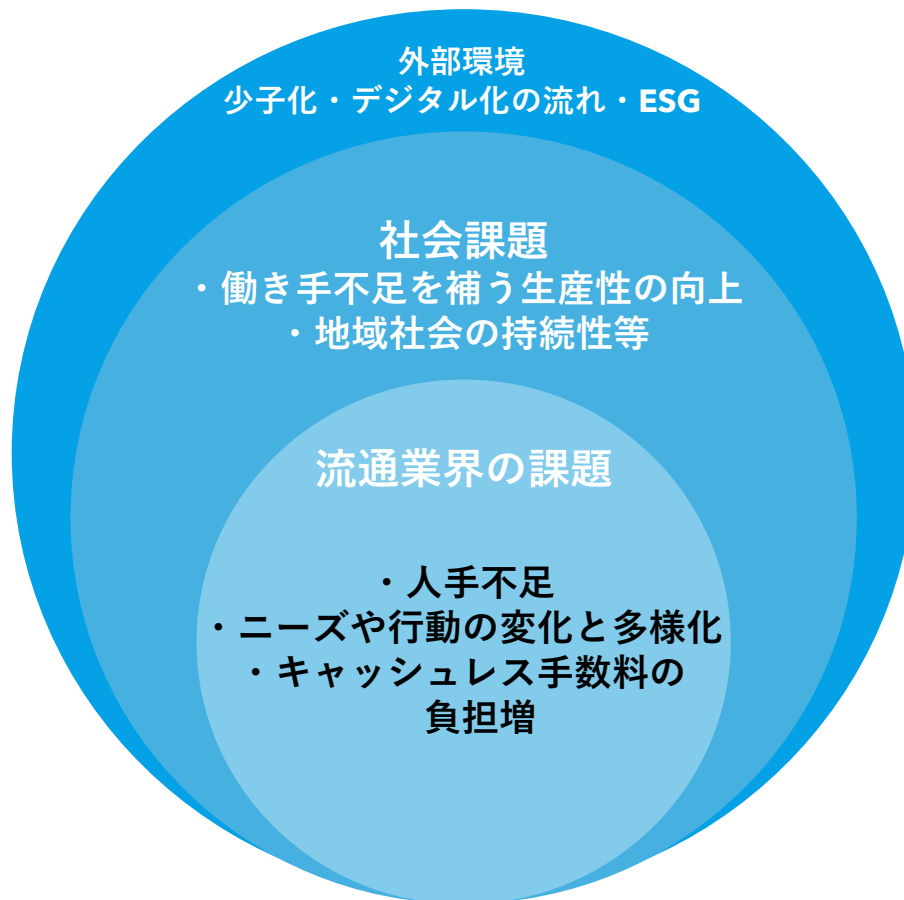 外部環境
少子化・デジタル化の流れ・ESG
社会課題
・働き手不足を補う生産性の向上
・地域社会の持続性等
流通業界の課題
・人手不足
・ニーズや行動の変化と多様化
・キャッシュレス手数料の
負担増